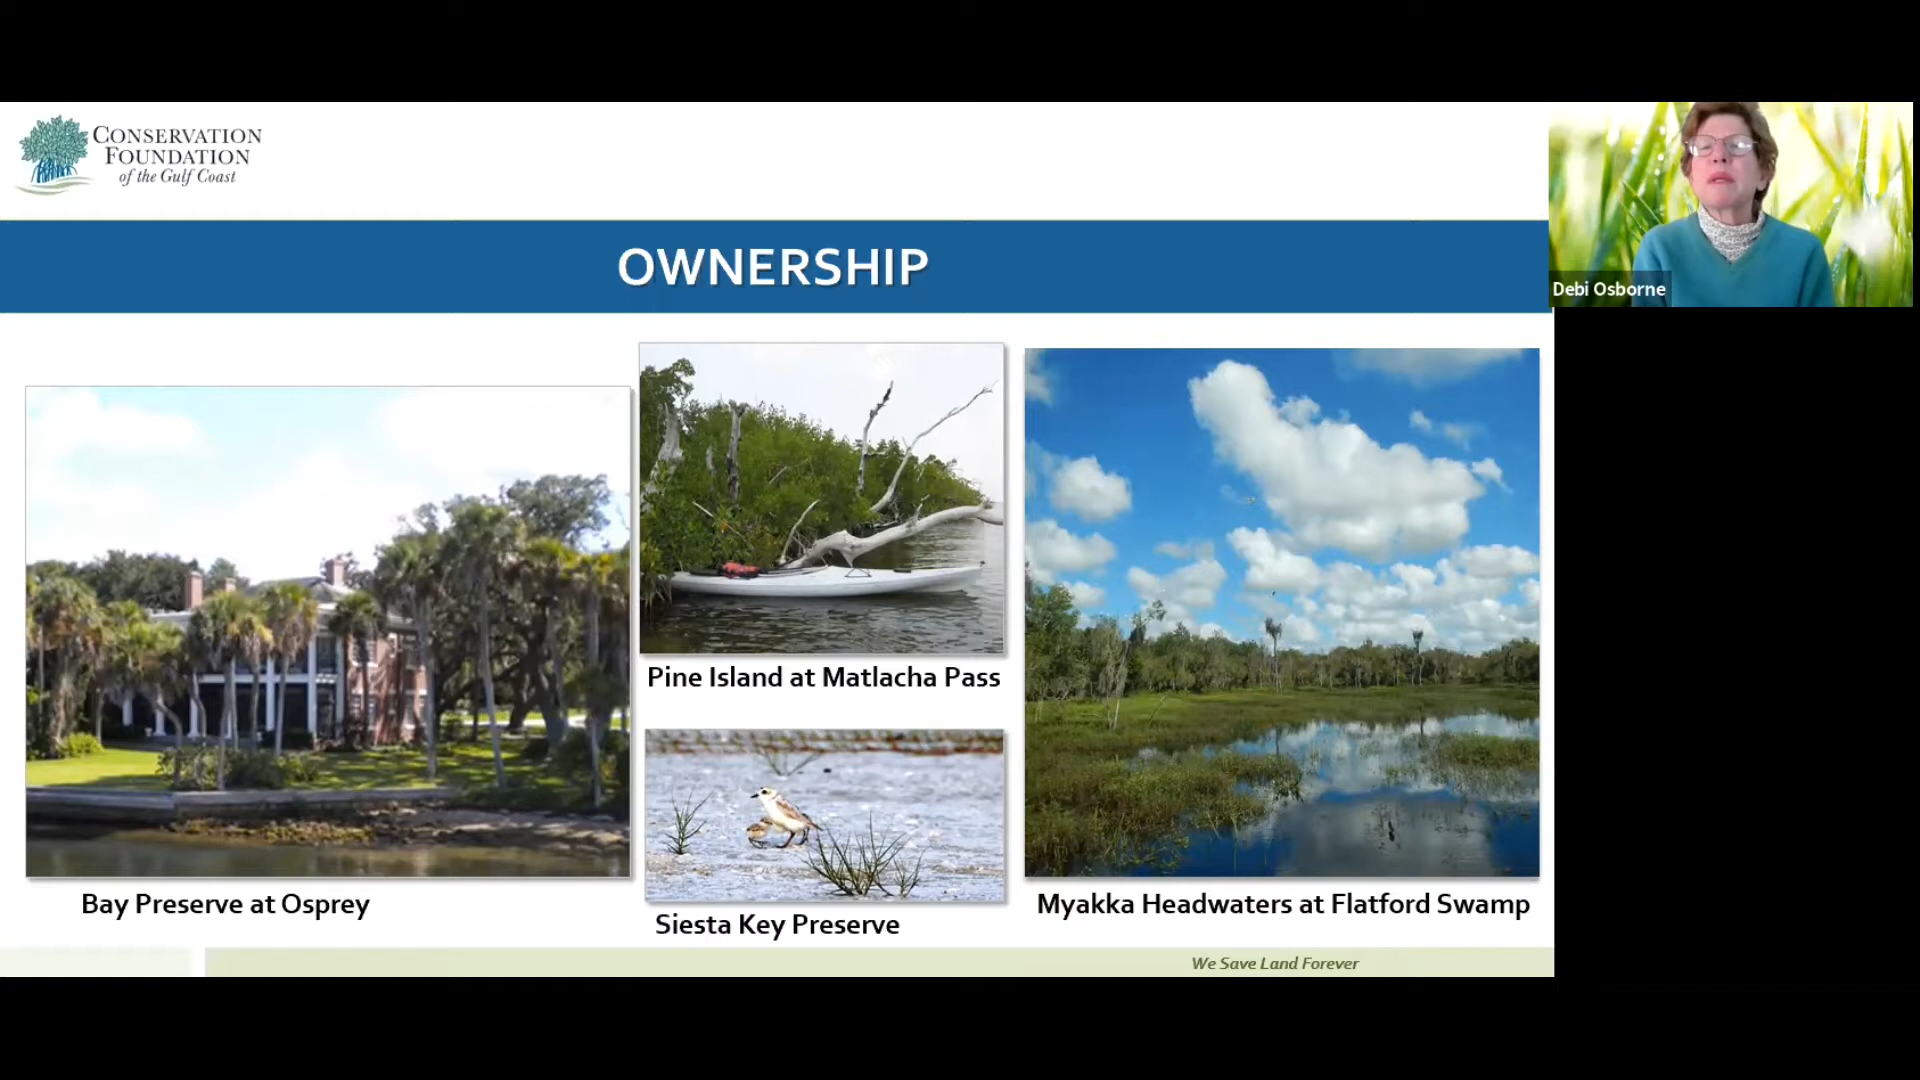 CONSERVATION
FOUNDATION
of the Gulf Coast
OWNERSHIP
Debi Osborne
Pine Island at Matlacha Pass
Bay Preserve at Osprey
Siesta Key Preserve
Myakka Headwaters at Flatford Swamp
We Save Land Forever